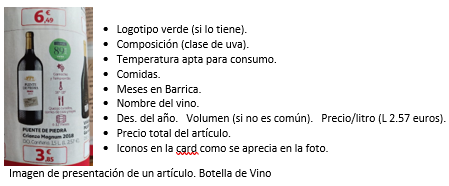 6,€49
89
PUENTE DE PIEDRA
Crianza Magnum 2018
3,€85
• Logotipo verde (si lo tiene).
• Composición (clase de uva).
• Temperatura apta para consumo.
• Comidas.
• Meses en Barrica.
• Nombre del vino.
• Des. del año.   Volumen (si no es común).   Precio/litro (L 2.57 euros).
• Precio total del artículo.
• Iconos en la card como se aprecia en la foto.
Imagen de presentación de un artículo. Botella de Vino